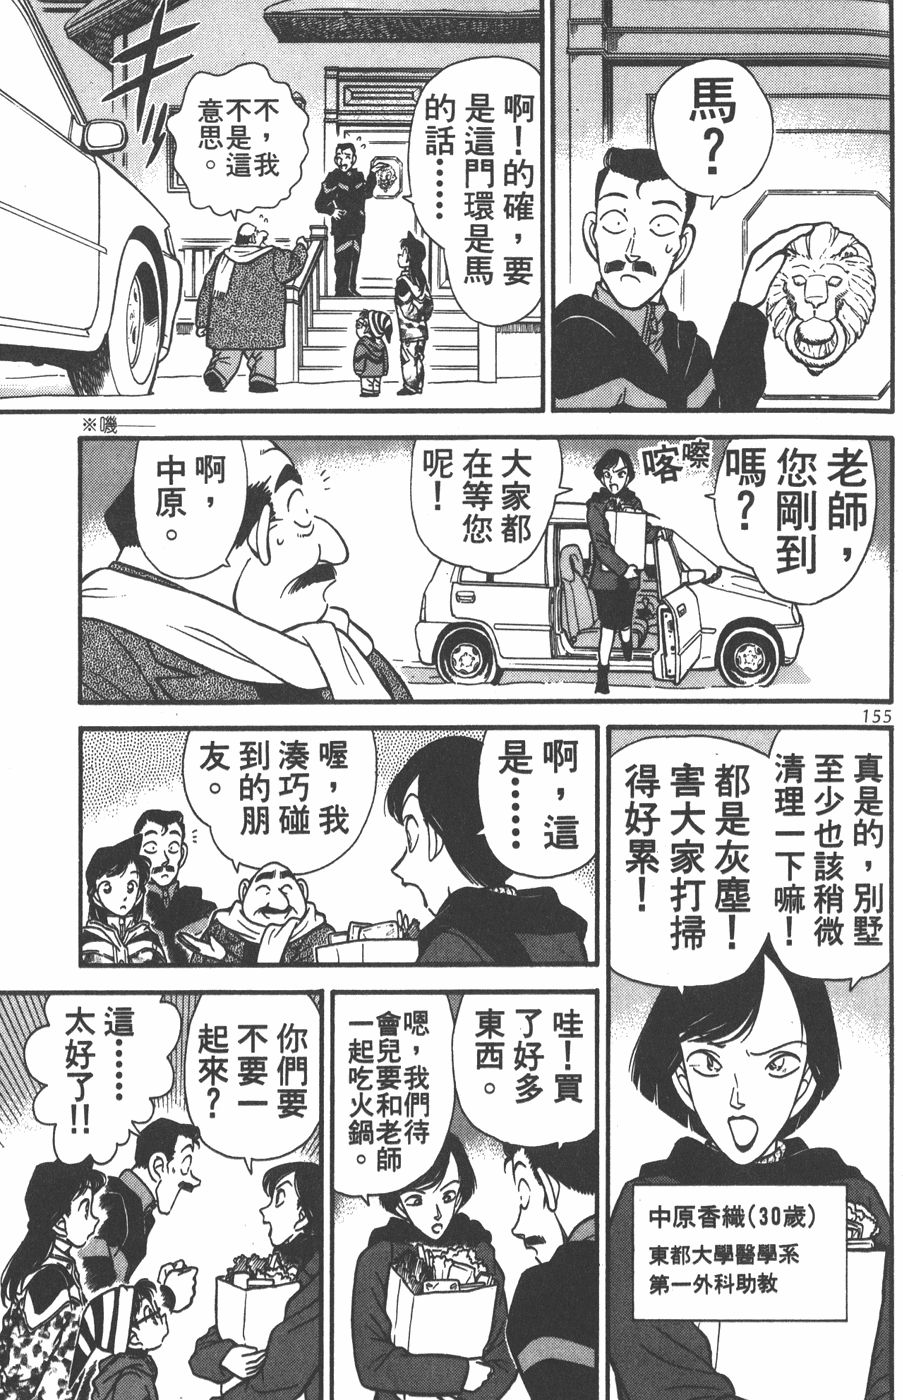 馬？
啊！的確，要
是這門環是馬
的話……
不，我
不是這
意思。
※嘰——
老師，
您剛到
嗎？
喀嚓
大家都
在等您
呢！
啊，
中原。
155
真是的，別墅
至少也該稍微
清理一下嘛！
都是灰塵！
害大家打掃
得好累！
中原香織(30歲)
東都大學醫學系
第一外科助教
啊，這
是……
喔，我
湊巧碰
到的朋
友。
哇！買
了好多
東西。
嗯，我們待
會兒要和老師
一起吃火鍋。
你們要
不要一
起來？
這……
太好了!!